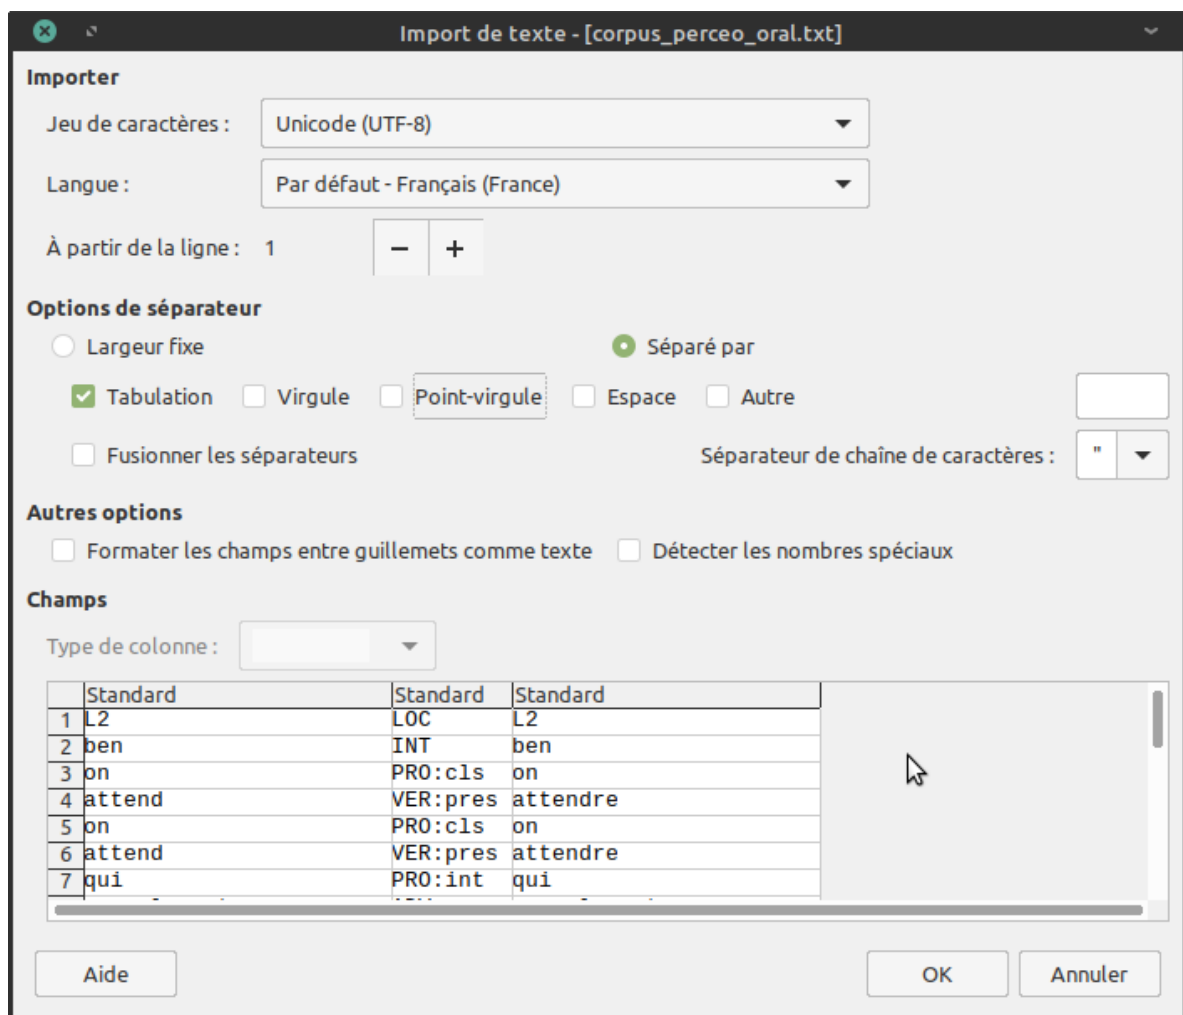 Import de texte - [corpus_perceo_oral.txt]
Importer
Jeu de caractères : Unicode (UTF-8)
Langue : Par défaut - Français (France)
À partir de la ligne : 1 − +
Options de séparateur
Largeur fixe Séparé par
Tabulation Virgule Point-virgule Espace Autre
Fusionner les séparateurs Séparateur de chaîne de caractères : "
Autres options
Formater les champs entre guillemets comme texte Détecter les nombres spéciaux
Champs
Type de colonne :
Standard Standard Standard
1 L2 LOC L2
2 ben INT ben
3 on PRO:cls on
4 attend VER:pres attendre
5 on PRO:cls on
6 attend VER:pres attendre
7 qui PRO:int qui
Aide OK Annuler